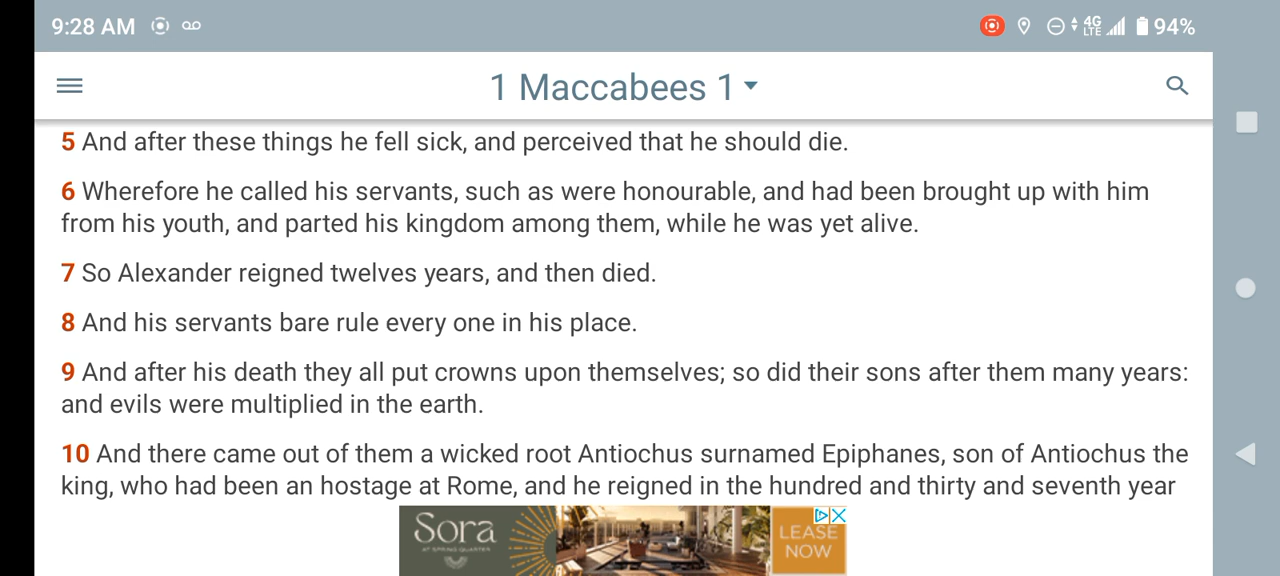 9:28 AM 4G LTE 94%
1 Maccabees 1
5 And after these things he fell sick, and perceived that he should die.
6 Wherefore he called his servants, such as were honourable, and had been brought up with him
from his youth, and parted his kingdom among them, while he was yet alive.
7 So Alexander reigned twelves years, and then died.
8 And his servants bare rule every one in his place.
9 And after his death they all put crowns upon themselves; so did their sons after them many years:
and evils were multiplied in the earth.
10 And there came out of them a wicked root Antiochus surnamed Epiphanes, son of Antiochus the
king, who had been an hostage at Rome, and he reigned in the hundred and thirty and seventh year
Sora
AT SPRING QUARTER
LEASE
NOW